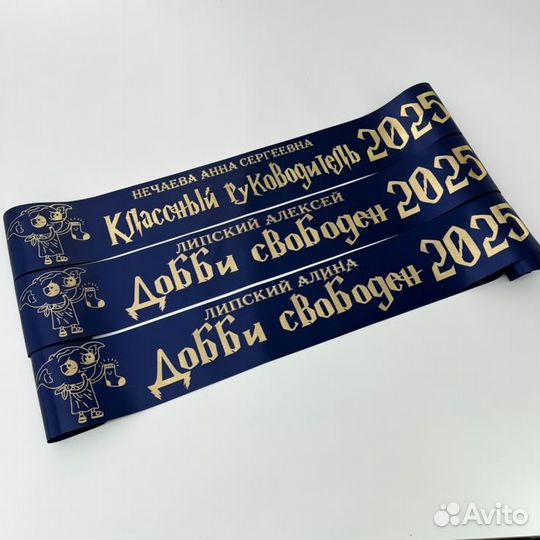 НЕЧАЕВА АННА СЕРГЕЕВНА
Классный руководитель 2025
ЛИПСКИЙ АЛЕКСЕЙ
Добби свободен 2025
ЛИПСКИЙ АЛИНА
Добби свободен 2025
Avito